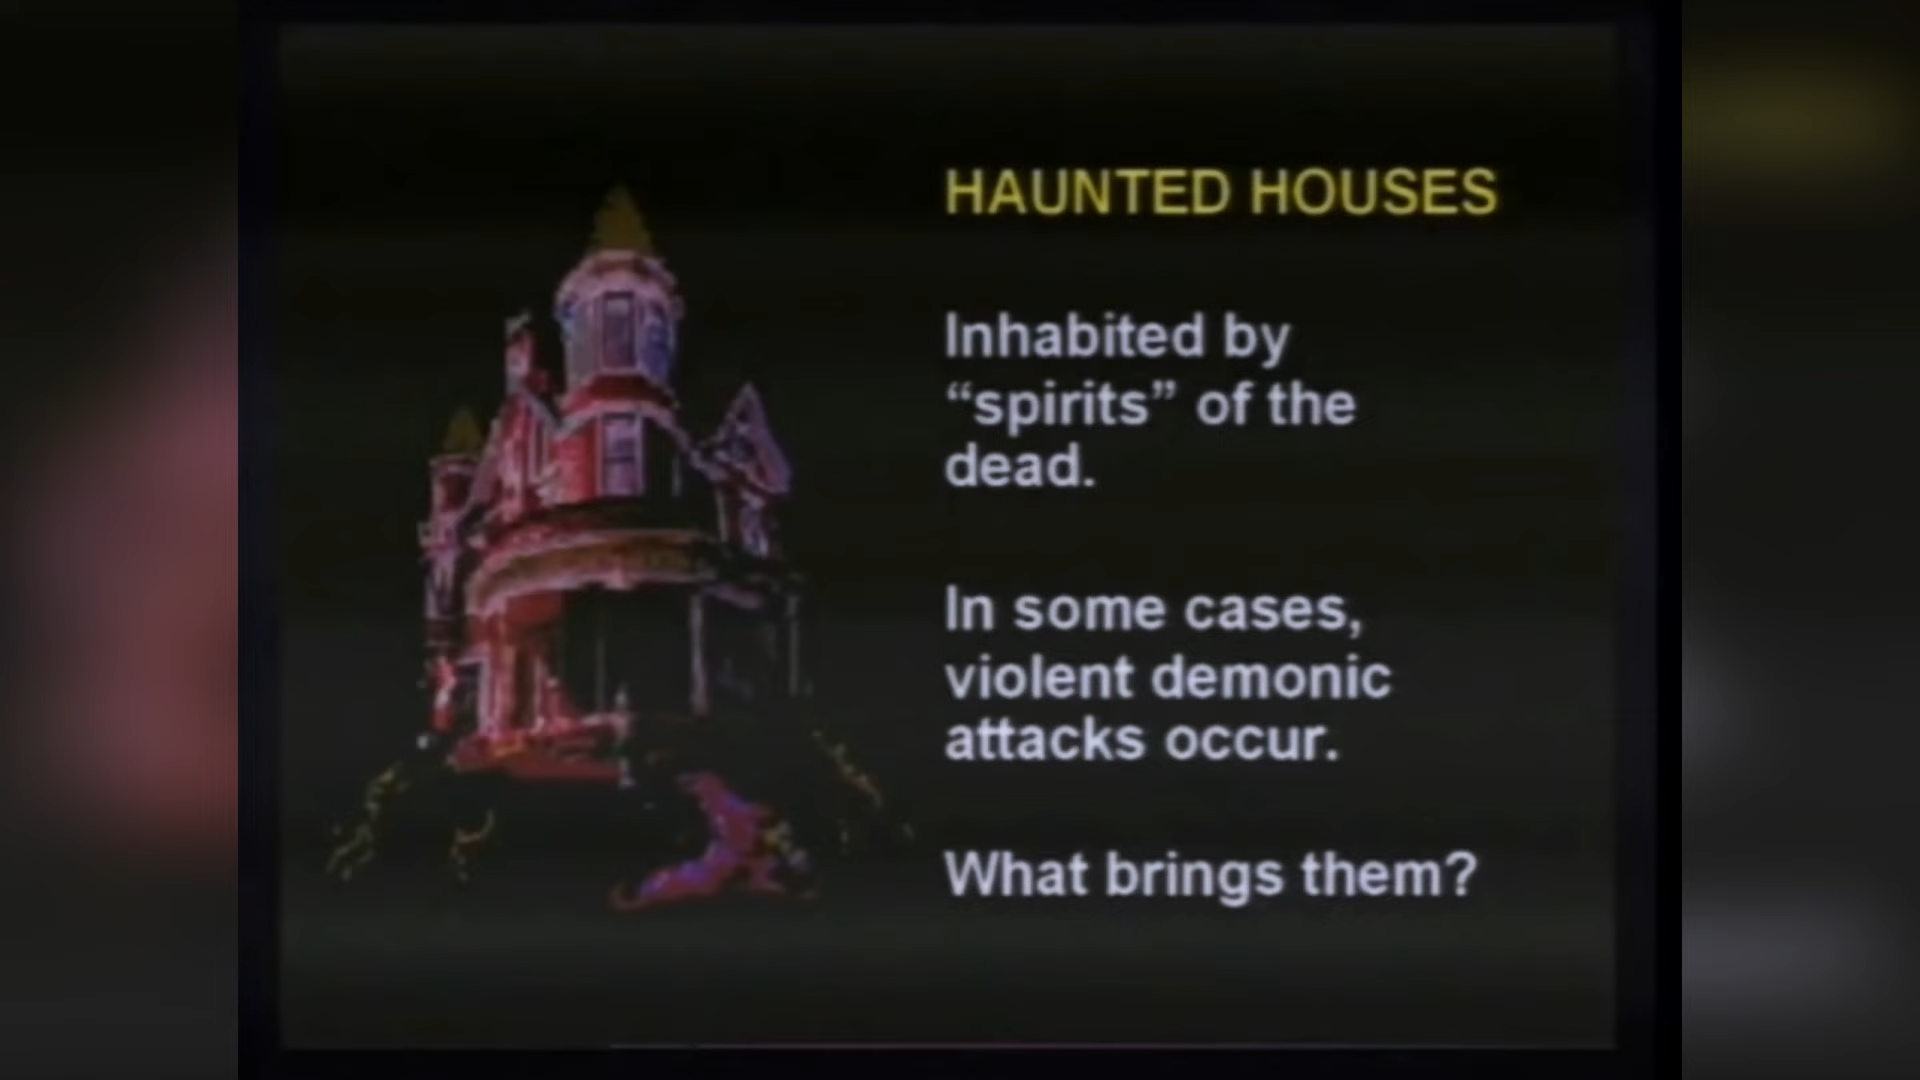 HAUNTED HOUSES
Inhabited by
“spirits” of the
dead.
In some cases,
violent demonic
attacks occur.
What brings them?